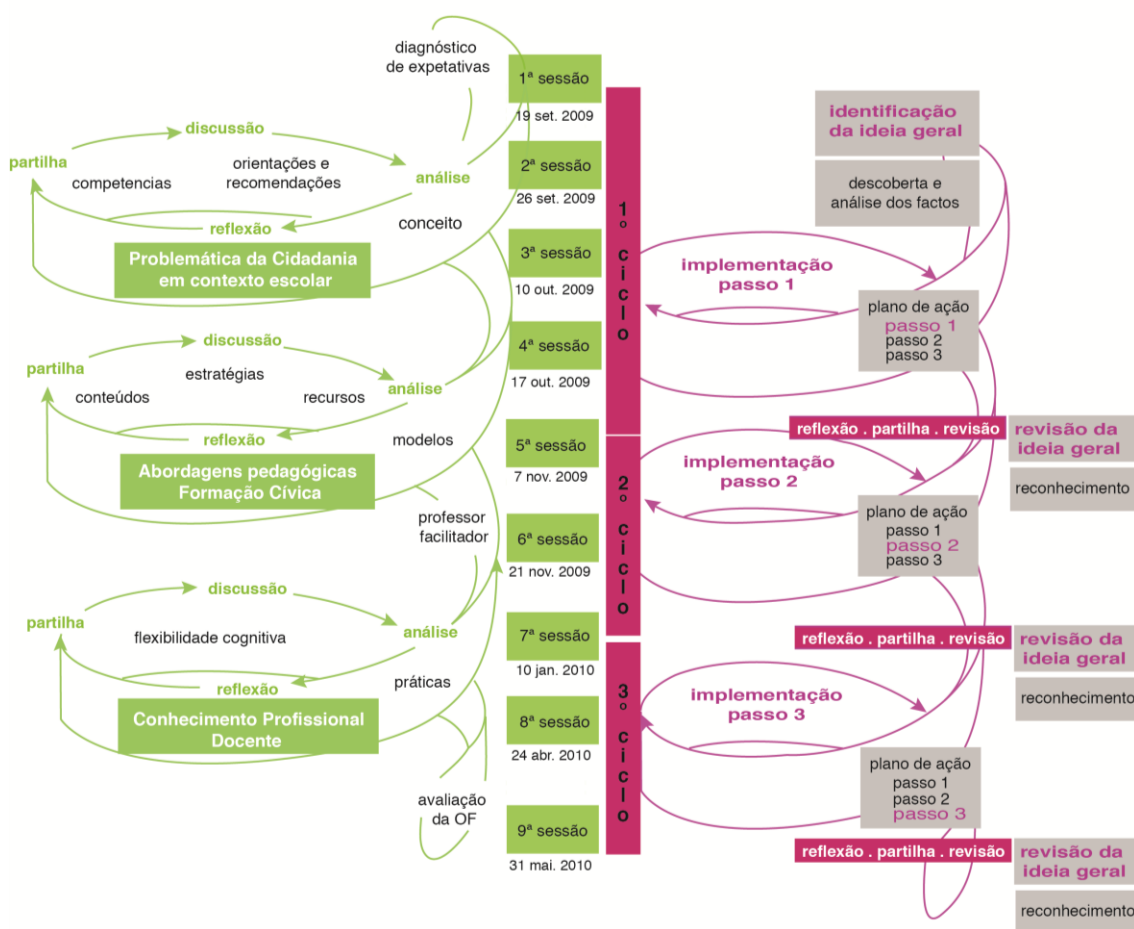 diagnóstico
de expetativas
discussão
partilha
competencias
orientações e
recomendações
análise
reflexão
conceito
Problemática da Cidadania
em contexto escolar
discussão
partilha
estratégias
conteúdos
recursos
análise
reflexão
modelos
Abordagens pedagógicas
Formação Cívica
professor
facilitador
discussão
partilha
flexibilidade cognitiva
análise
reflexão
práticas
Conhecimento Profissional
Docente
avaliação
da OF
1ª sessão
19 set. 2009
2ª sessão
26 set. 2009
3ª sessão
10 out. 2009
4ª sessão
17 out. 2009
5ª sessão
7 nov. 2009
6ª sessão
21 nov. 2009
7ª sessão
10 jan. 2010
8ª sessão
24 abr. 2010
9ª sessão
31 mai. 2010
1º ciclo
2º ciclo
3º ciclo
identificação
da ideia geral
descoberta e
análise dos factos
implementação
passo 1
plano de ação
passo 1
passo 2
passo 3
reflexão . partilha . revisão
revisão da
ideia geral
reconhecimento
implementação
passo 2
plano de ação
passo 1
passo 2
passo 3
reflexão . partilha . revisão
revisão da
ideia geral
reconhecimento
implementação
passo 3
plano de ação
passo 1
passo 2
passo 3
reflexão . partilha . revisão
revisão da
ideia geral
reconhecimento